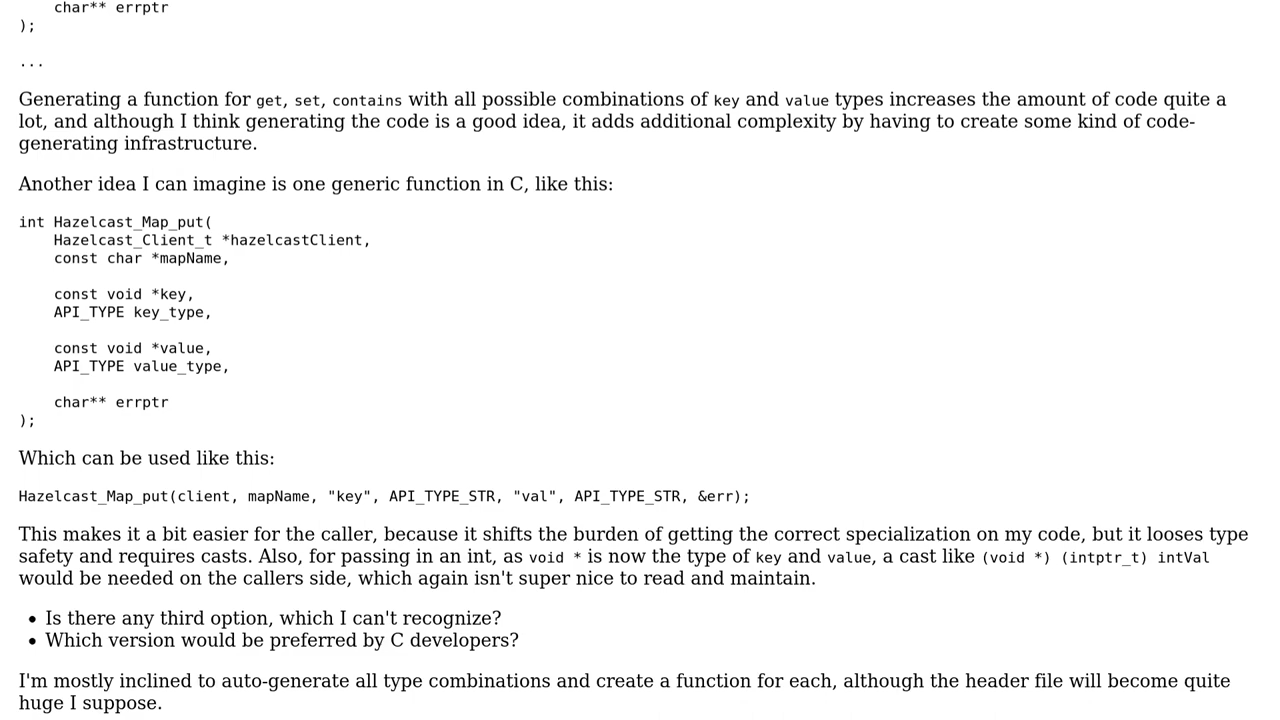 char** errptr
);
...
Generating a function for get, set, contains with all possible combinations of key and value types increases the amount of code quite a
lot, and although I think generating the code is a good idea, it adds additional complexity by having to create some kind of code-
generating infrastructure.
Another idea I can imagine is one generic function in C, like this:
int Hazelcast_Map_put(
Hazelcast_Client_t *hazelcastClient,
const char *mapName,
const void *key,
API_TYPE key_type,
const void *value,
API_TYPE value_type,
char** errptr
);
Which can be used like this:
Hazelcast_Map_put(client, mapName, "key", API_TYPE_STR, "val", API_TYPE_STR, &err);
This makes it a bit easier for the caller, because it shifts the burden of getting the correct specialization on my code, but it looses type
safety and requires casts. Also, for passing in an int, as void * is now the type of key and value, a cast like (void *) (intptr_t) intVal
would be needed on the callers side, which again isn't super nice to read and maintain.
• Is there any third option, which I can't recognize?
• Which version would be preferred by C developers?
I'm mostly inclined to auto-generate all type combinations and create a function for each, although the header file will become quite
huge I suppose.